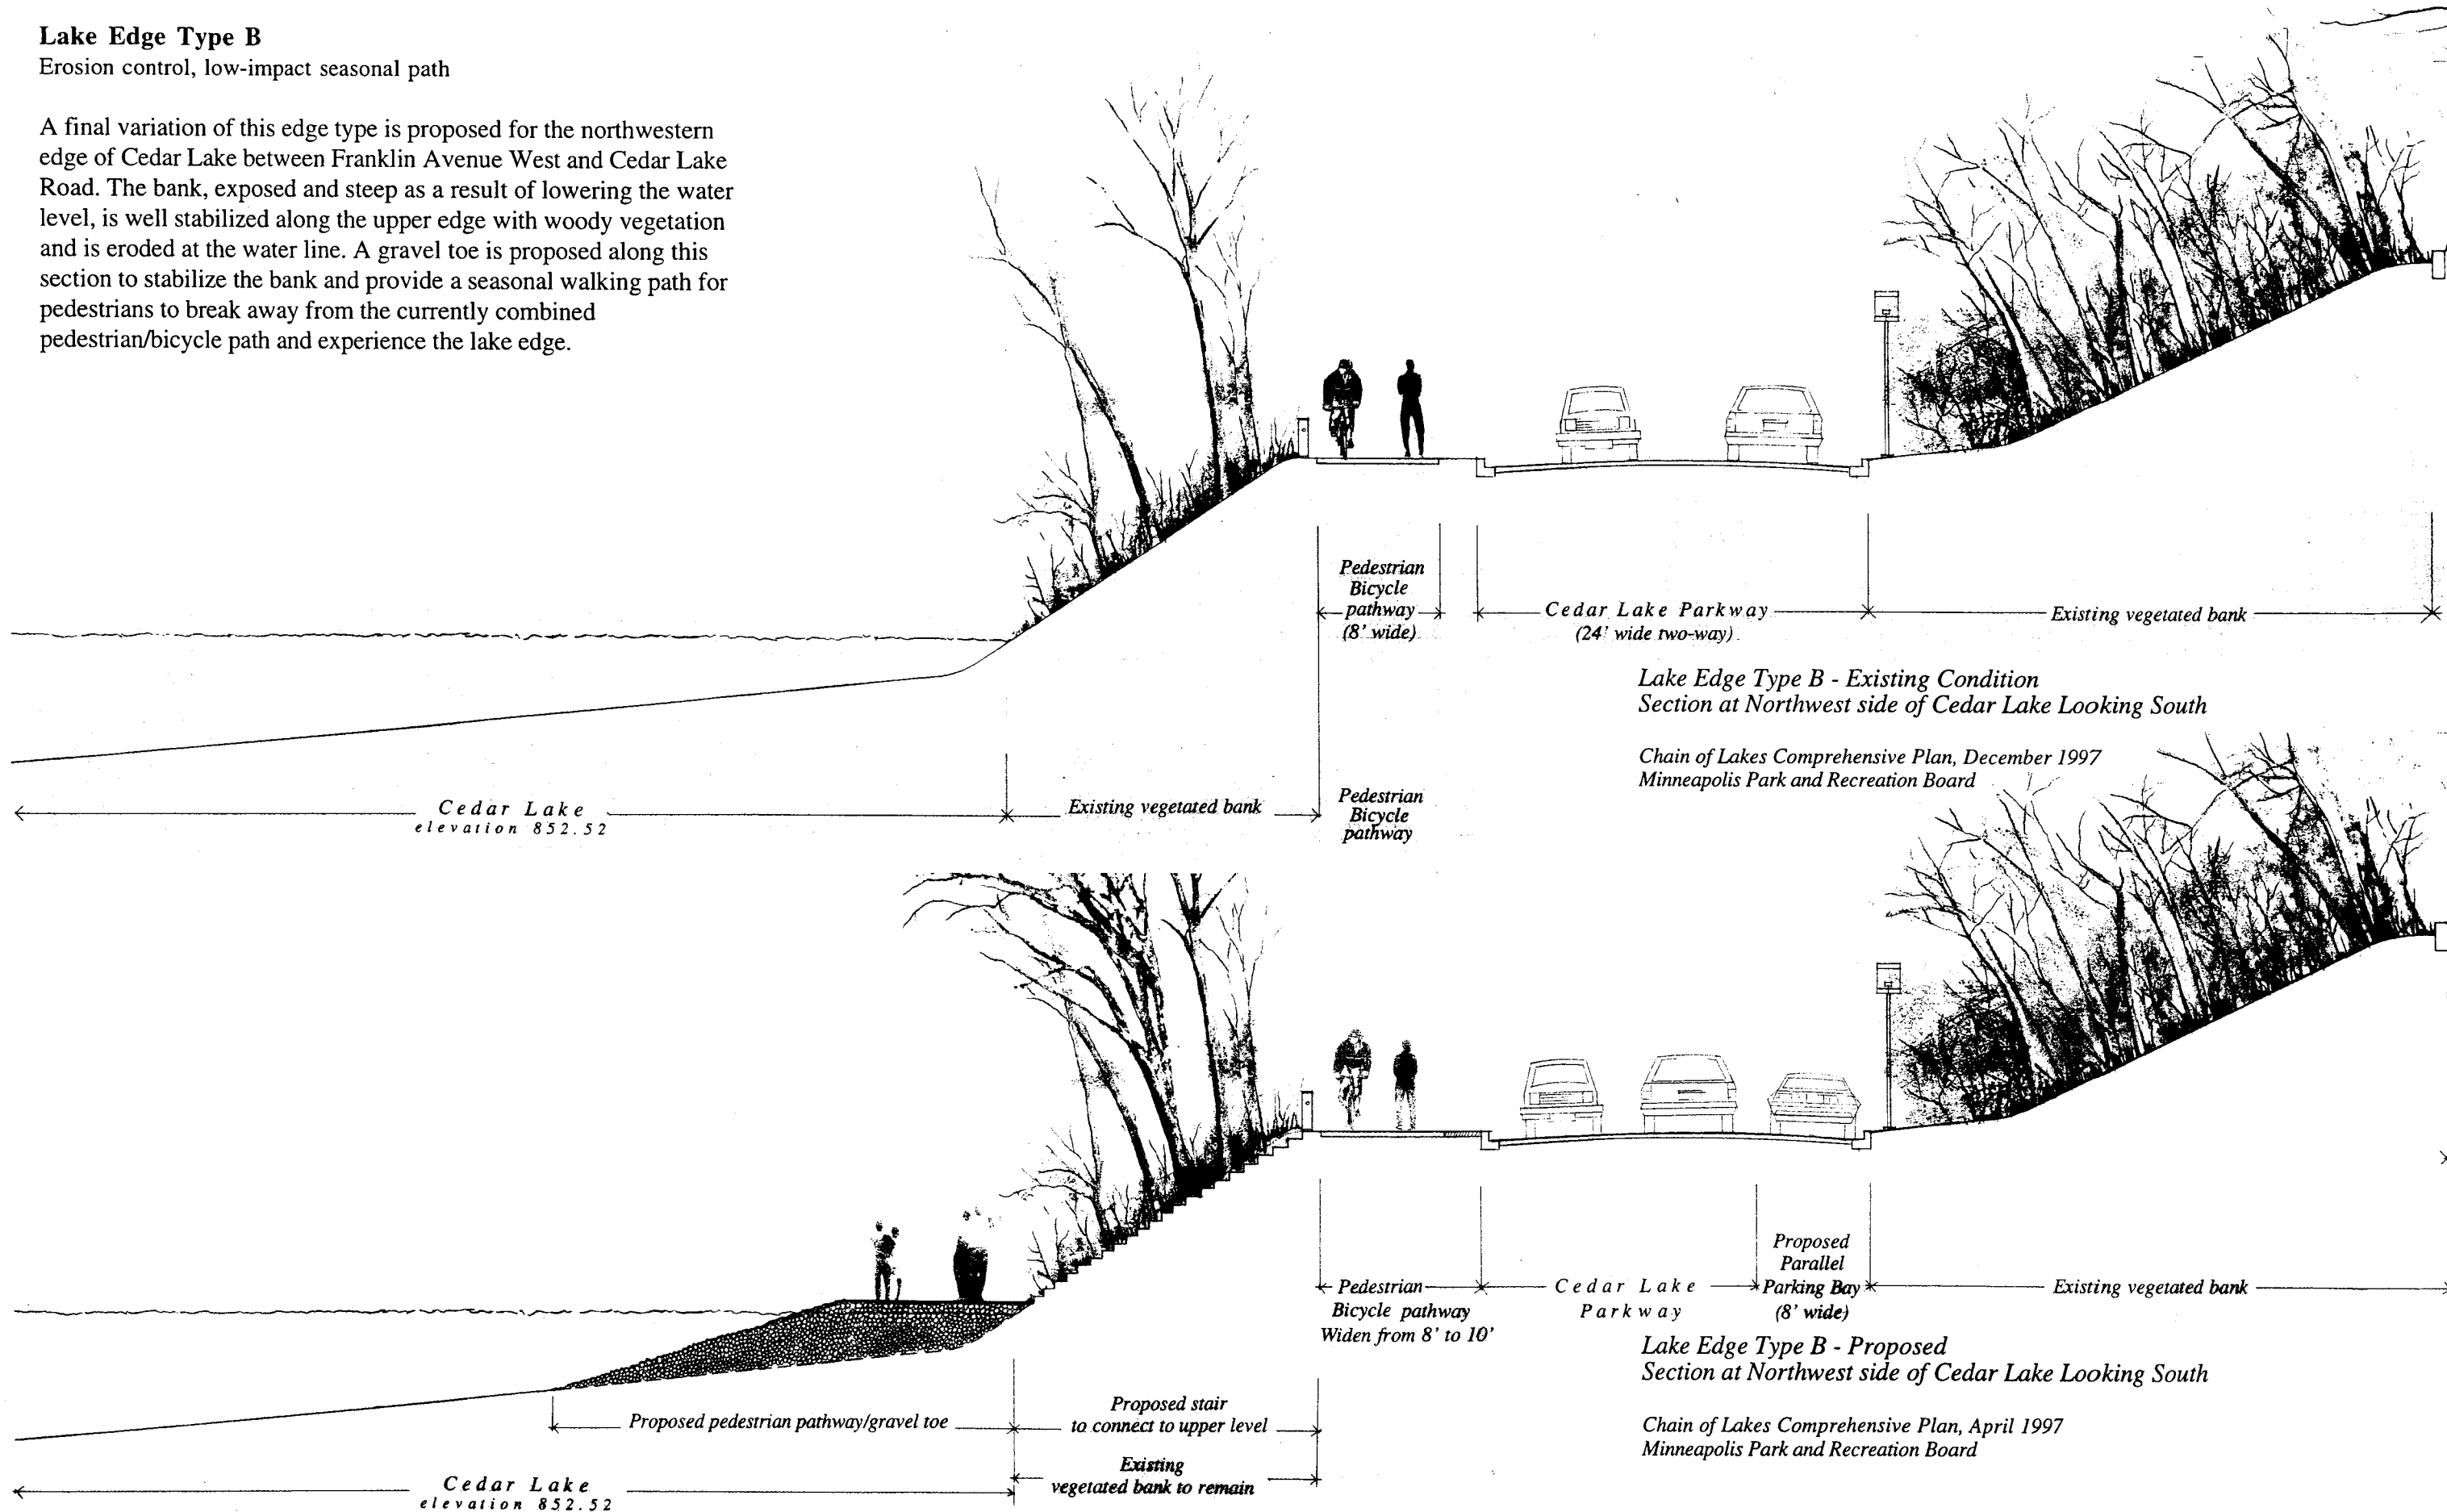 Lake Edge Type B
Erosion control, low-impact seasonal path
A final variation of this edge type is proposed for the northwestern
edge of Cedar Lake between Franklin Avenue West and Cedar Lake
Road. The bank, exposed and steep as a result of lowering the water
level, is well stabilized along the upper edge with woody vegetation
and is eroded at the water line. A gravel toe is proposed along this
section to stabilize the bank and provide a seasonal walking path for
pedestrians to break away from the currently combined
pedestrian/bicycle path and experience the lake edge.
Pedestrian
Bicycle
pathway
(8' wide)
Cedar Lake Parkway
(24' wide two-way)
Existing vegetated bank
Lake Edge Type B - Existing Condition
Section at Northwest side of Cedar Lake Looking South
Chain of Lakes Comprehensive Plan, December 1997
Minneapolis Park and Recreation Board
Cedar Lake
elevation 852.52
Existing vegetated bank
Pedestrian
Bicycle
pathway
Pedestrian
Bicycle pathway
Widen from 8' to 10'
Cedar Lake
Parkway
Proposed
Parallel
Parking Bay
(8' wide)
Existing vegetated bank
Lake Edge Type B - Proposed
Section at Northwest side of Cedar Lake Looking South
Chain of Lakes Comprehensive Plan, April 1997
Minneapolis Park and Recreation Board
Proposed pedestrian pathway/gravel toe
Proposed stair
to connect to upper level
Existing
vegetated bank to remain
Cedar Lake
elevation 852.52